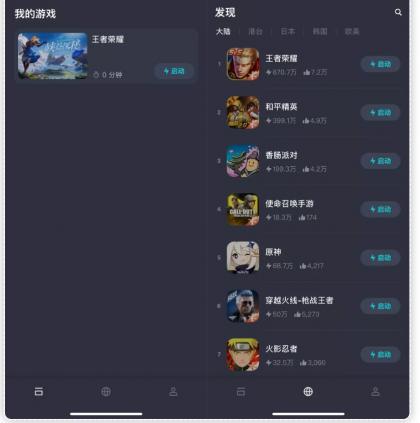 我的游戏
王者荣耀
0 分钟
启动
发现
大陆
港台
日本
韩国
欧美
1
王者荣耀
670.7万 7.2万
启动
2
和平精英
399.1万 4.9万
启动
3
香肠派对
199.3万 4.2万
启动
4
使命召唤手游
18.3万 174
启动
5
原神
68.7万 4,217
启动
6
穿越火线-枪战王者
50万 5,273
启动
7
火影忍者
32.5万 3,060
启动